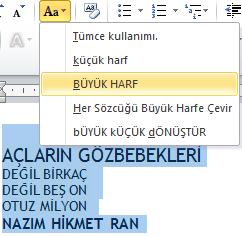 Aa
Tümce kullanımı.
küçük harf
BÜYÜK HARF
Her Sözcüğü Büyük Harfe Çevir
bÜYÜK KÜÇÜK dÖNÜŞTÜR
AÇLARIN GÖZBEBEKLERİ
DEĞİL BİRKAÇ
DEĞİL BEŞ ON
OTUZ MİLYON
NAZIM HİKMET RAN